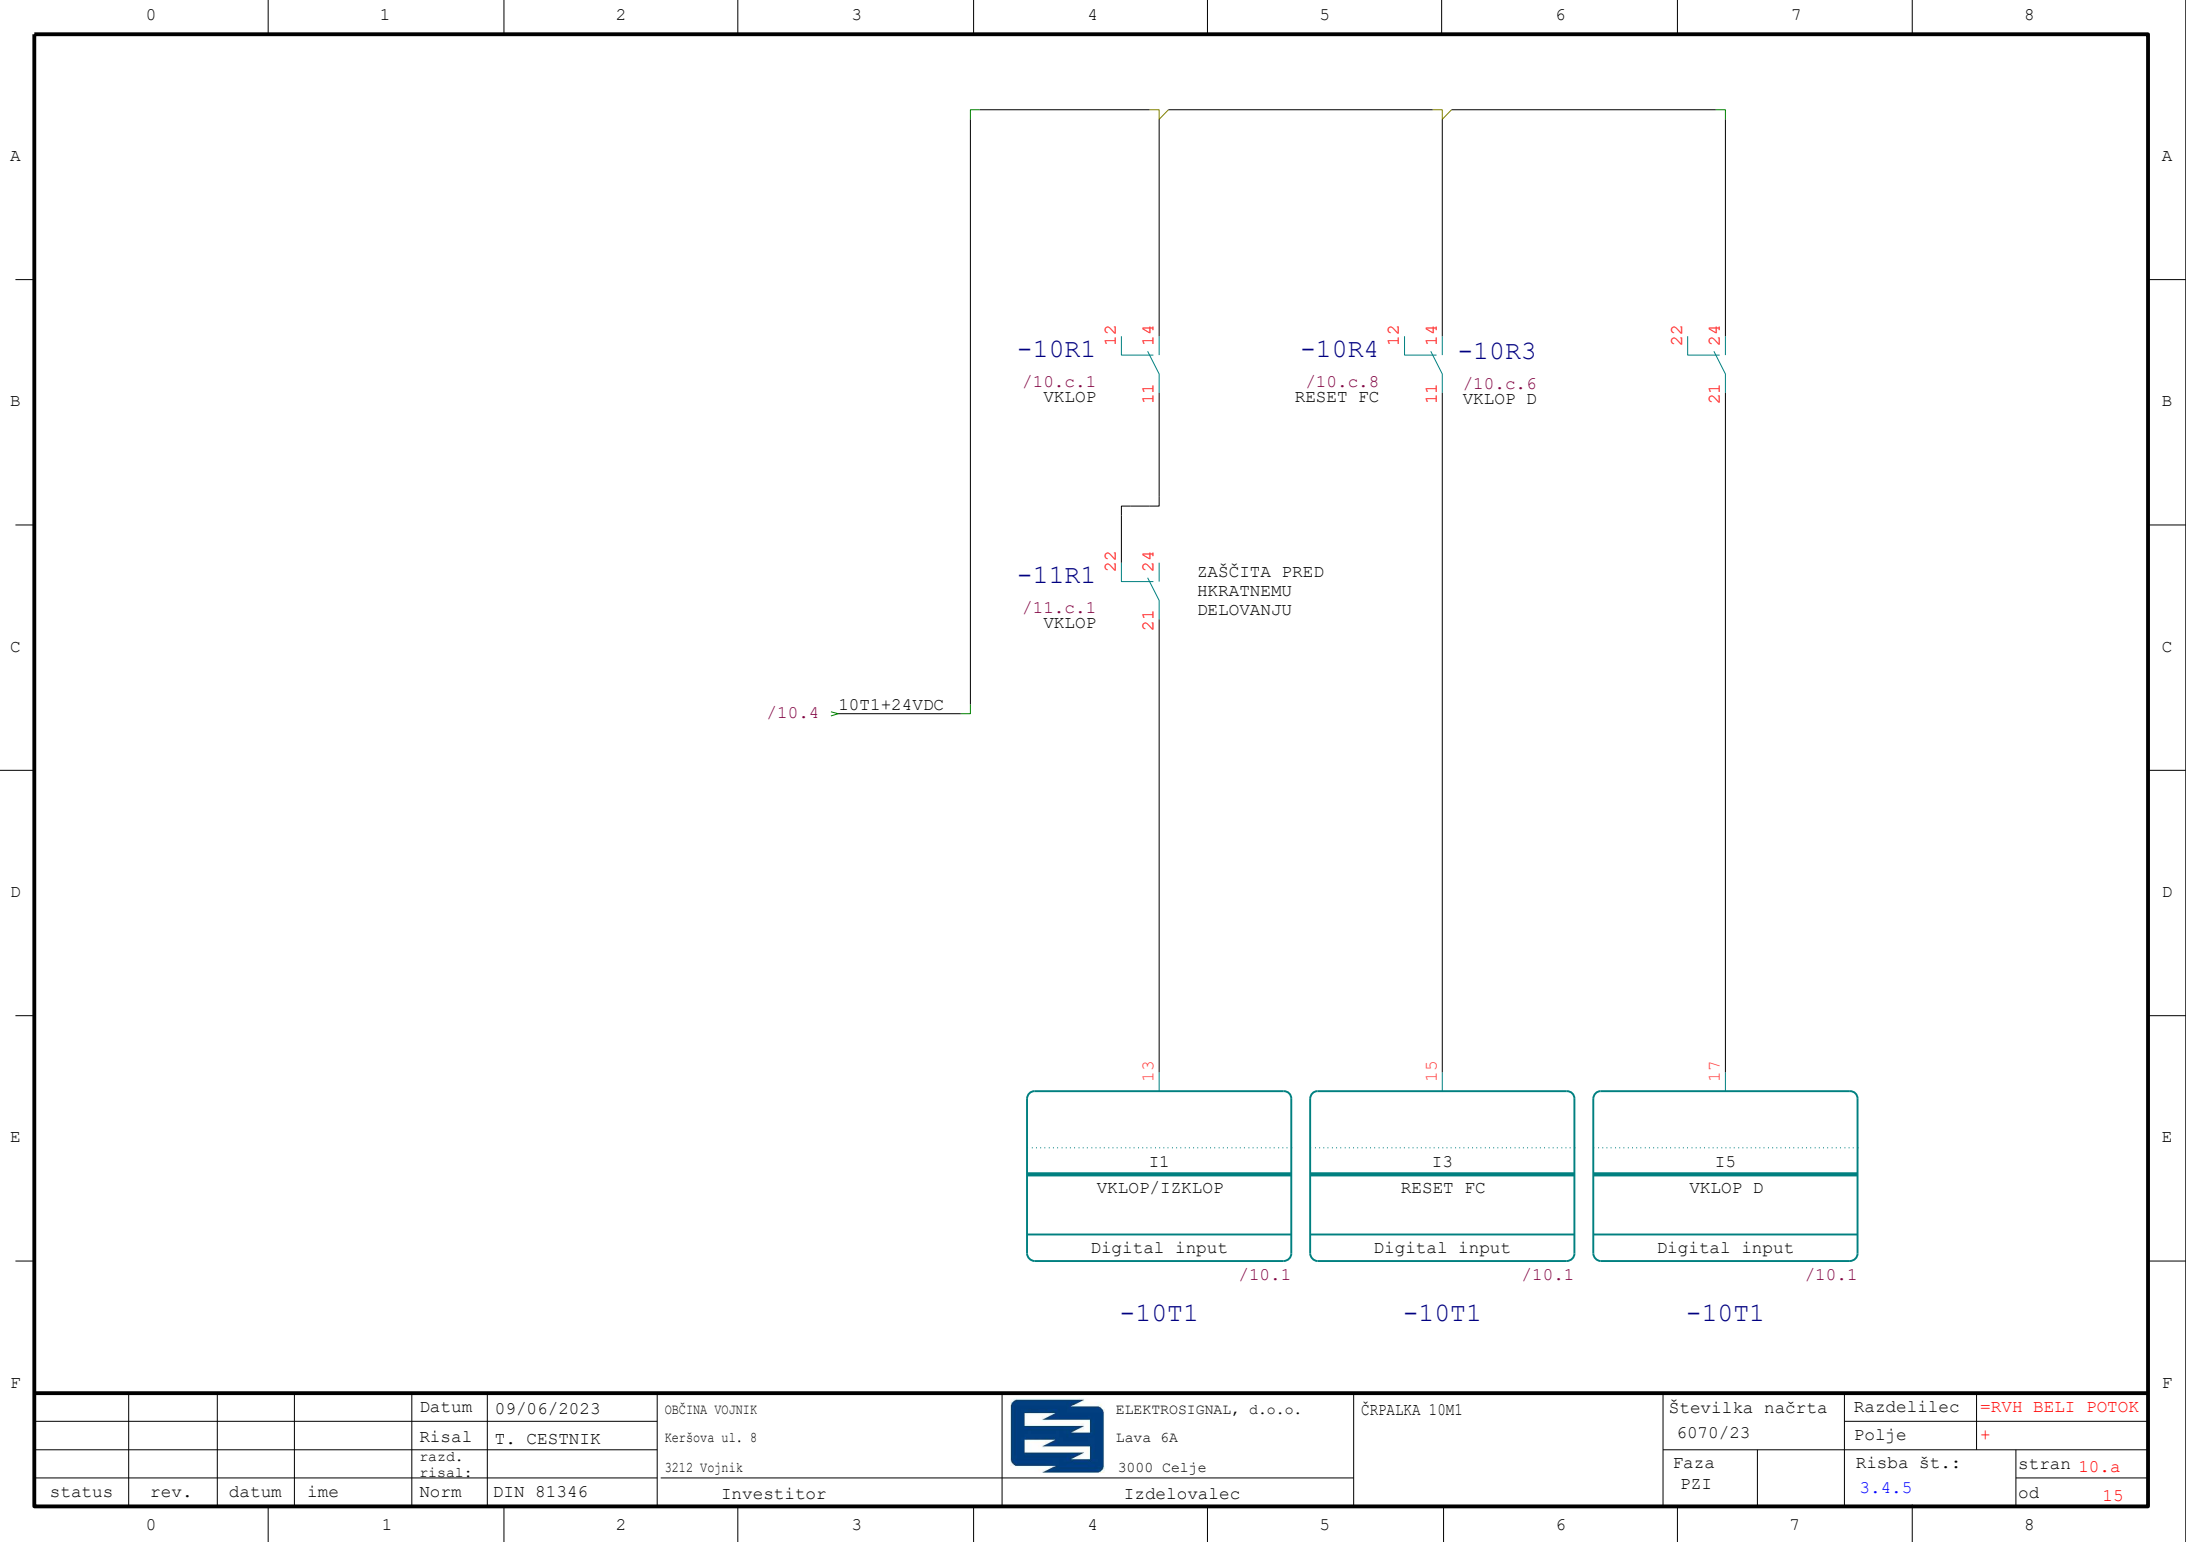 0 1 2 3 4 5 6 7 8
A A
12 14 12 14 22 24
-10R1 -10R4 -10R3
/10.c.1 /10.c.8 /10.c.6
VKLOP RESET FC VKLOP D
11 11 21
B B
22 24
-11R1
/11.c.1
VKLOP
21
ZAŠČITA PRED
HKRATNEMU
DELOVANJU
C C
/10.4 10T1+24VDC
D D
13 15 17
E E
I1 I3 I5
VKLOP/IZKLOP RESET FC VKLOP D
Digital input Digital input Digital input
/10.1 /10.1 /10.1
-10T1 -10T1 -10T1
F F
Datum 09/06/2023
Risal T. CESTNIK
razd.
risal:
status rev. datum ime Norm DIN 81346
OBČINA VOJNIK
Keršova ul. 8
3212 Vojnik
Investitor
ELEKTROSIGNAL, d.o.o.
Lava 6A
3000 Celje
Izdelovalec
ČRPALKA 10M1
Številka načrta
6070/23
Faza
PZI
Razdelilec =RVH BELI POTOK
Polje +
Risba št.:
3.4.5
stran 10.a
od 15
0 1 2 3 4 5 6 7 8